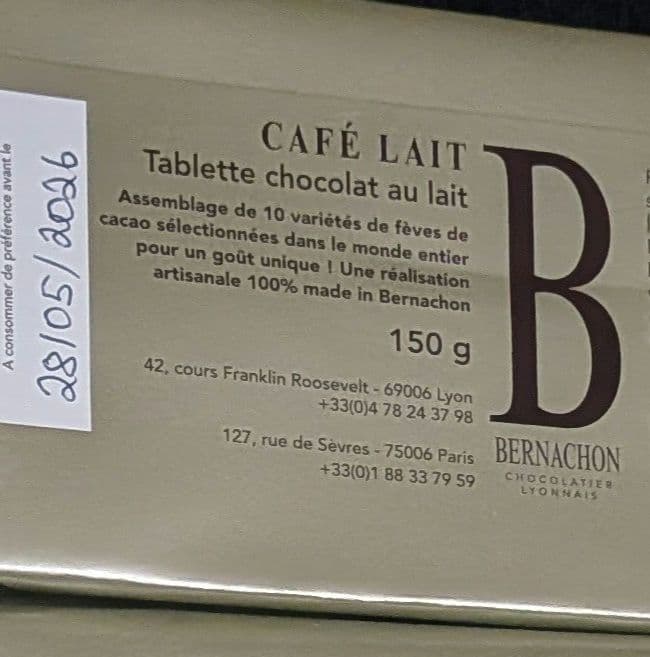 A consommer de préférence avant le
28/05/2026
CAFÉ LAIT
Tablette chocolat au lait
Assemblage de 10 variétés de fèves de
cacao sélectionnées dans le monde entier
pour un goût unique ! Une réalisation
artisanale 100% made in Bernachon
150 g
42, cours Franklin Roosevelt - 69006 Lyon
+33(0)4 78 24 37 98
127, rue de Sèvres - 75006 Paris
+33(0)1 88 33 79 59
B
BERNACHON
CHOCOLATIER
LYONNAIS